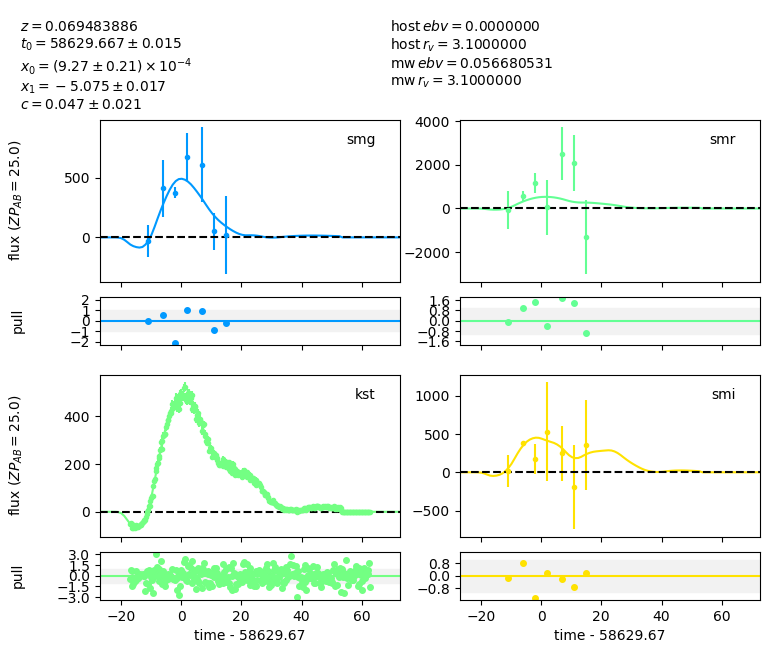 z = 0.069483886
t₀ = 58629.667 ± 0.015
x₀ = (9.27 ± 0.21) × 10⁻⁴
x₁ = −5.075 ± 0.017
c = 0.047 ± 0.021
host ebv = 0.0000000
host r_v = 3.1000000
mw ebv = 0.056680531
mw r_v = 3.1000000
smg
flux (ZP_AB = 25.0)
500
0
smr
4000
2000
0
−2000
pull
2
1
0
−1
−2
1.6
0.8
0.0
−0.8
−1.6
kst
flux (ZP_AB = 25.0)
400
200
0
smi
1000
500
0
−500
pull
3.0
1.5
0.0
−1.5
−3.0
−20 0 20 40 60
time - 58629.67
0.8
0.0
−0.8
−20 0 20 40 60
time - 58629.67